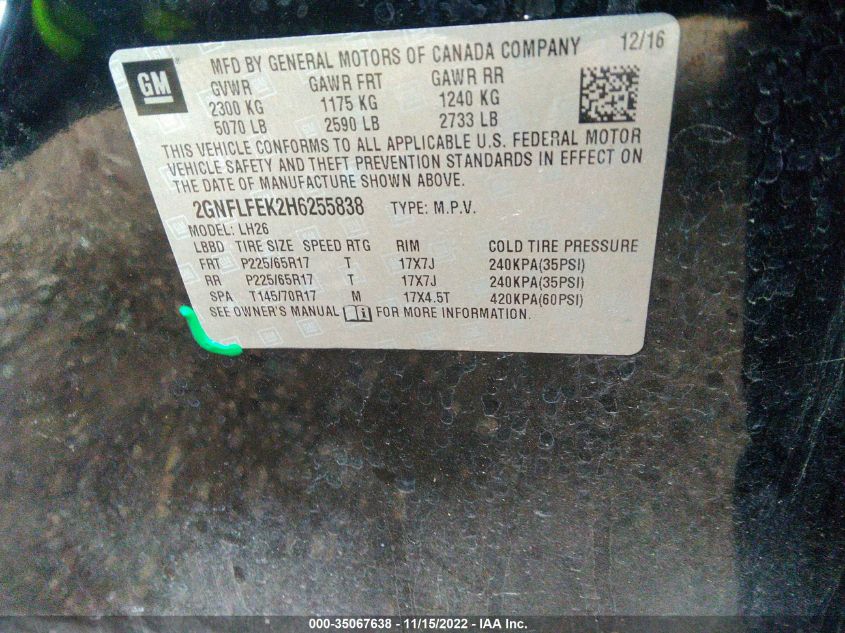 GM
MFD BY GENERAL MOTORS OF CANADA COMPANY 12/16
GVWR GAWR FRT GAWR RR
2300 KG 1175 KG 1240 KG
5070 LB 2590 LB 2733 LB
THIS VEHICLE CONFORMS TO ALL APPLICABLE U.S. FEDERAL MOTOR
VEHICLE SAFETY AND THEFT PREVENTION STANDARDS IN EFFECT ON
THE DATE OF MANUFACTURE SHOWN ABOVE.
2GNFLFEK2H6255838 TYPE: M.P.V.
MODEL: LH26
LBBD TIRE SIZE SPEED RTG RIM COLD TIRE PRESSURE
FRT P225/65R17 T 17X7J 240KPA(35PSI)
RR P225/65R17 T 17X7J 240KPA(35PSI)
SPA T145/70R17 M 17X4.5T 420KPA(60PSI)
SEE OWNER'S MANUAL FOR MORE INFORMATION.
000-35067638 - 11/15/2022 - IAA Inc.